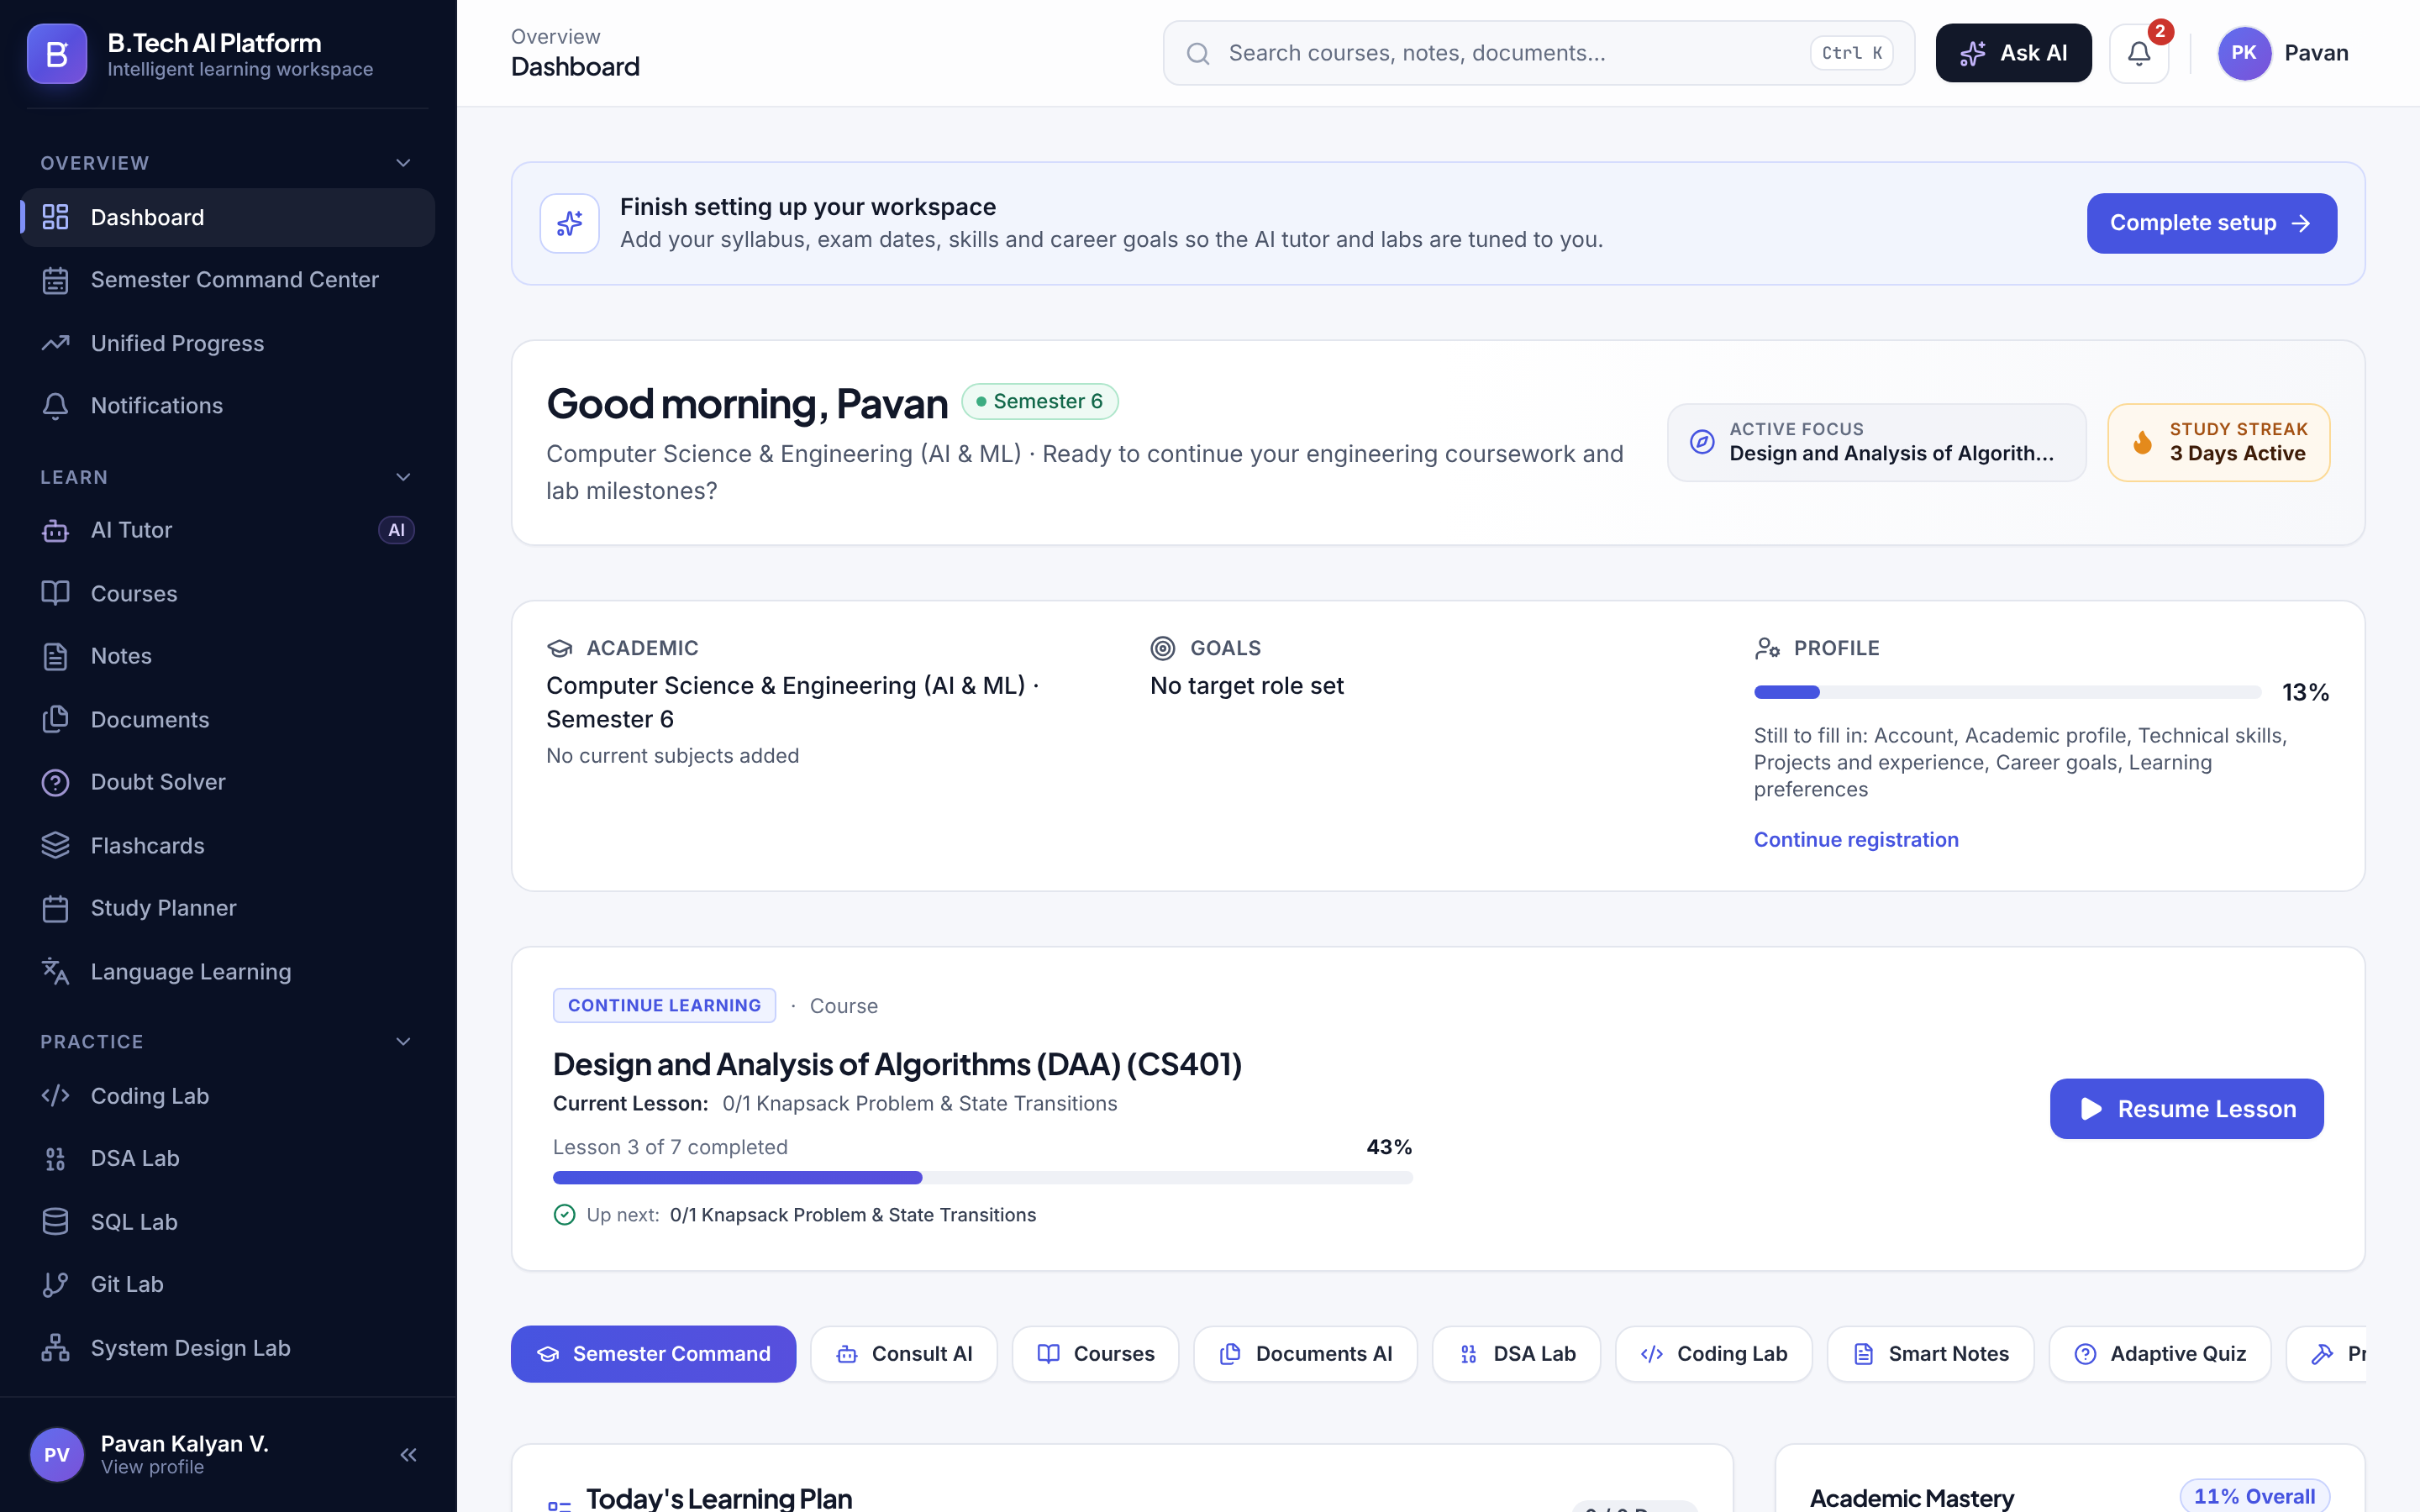 B.Tech AI Platform
Intelligent learning workspace
OVERVIEW
Dashboard
Semester Command Center
Unified Progress
Notifications
LEARN
AI Tutor
AI
Courses
Notes
Documents
Doubt Solver
Flashcards
Study Planner
Language Learning
PRACTICE
Coding Lab
DSA Lab
SQL Lab
Git Lab
System Design Lab
PV
Pavan Kalyan V.
View profile
Overview
Dashboard
Search courses, notes, documents...
Ctrl K
Ask AI
2
PK
Pavan
Finish setting up your workspace
Add your syllabus, exam dates, skills and career goals so the AI tutor and labs are tuned to you.
Complete setup
Good morning, Pavan
Semester 6
Computer Science & Engineering (AI & ML) · Ready to continue your engineering coursework and
lab milestones?
ACTIVE FOCUS
Design and Analysis of Algorith...
STUDY STREAK
3 Days Active
ACADEMIC
Computer Science & Engineering (AI & ML) ·
Semester 6
No current subjects added
GOALS
No target role set
PROFILE
13%
Still to fill in: Account, Academic profile, Technical skills,
Projects and experience, Career goals, Learning
preferences
Continue registration
CONTINUE LEARNING · Course
Design and Analysis of Algorithms (DAA) (CS401)
Current Lesson: 0/1 Knapsack Problem & State Transitions
Lesson 3 of 7 completed
43%
Up next: 0/1 Knapsack Problem & State Transitions
Resume Lesson
Semester Command
Consult AI
Courses
Documents AI
DSA Lab
Coding Lab
Smart Notes
Adaptive Quiz
Today's Learning Plan
Academic Mastery
11% Overall